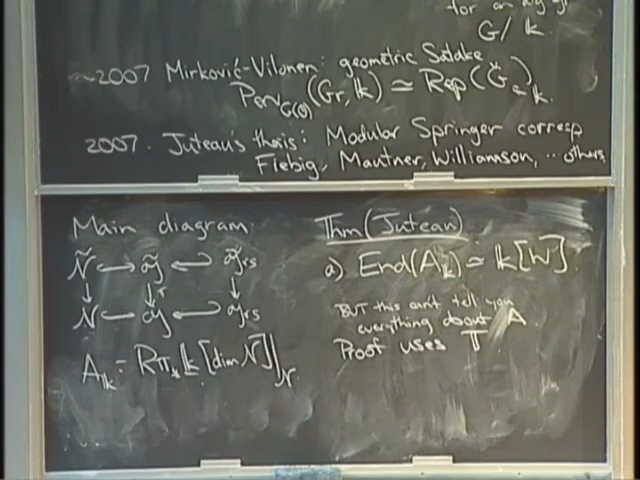 for an alg gp
G/k
~2007 Mirković-Vilonen: geometric Satake
Perv_{G(O)}(Gr, k) ≃ Rep(Ǧ)_k
2007. Juteau's thesis: Modular Springer corresp
Fiebig, Mautner, Williamson, ... others
Main diagram:
Ñ ↪ g̃ ↩ g̃_rs
↓ ↓π ↓
N ↪ g ↩ g_rs
A_k = Rπ_* k [dim N]|_N
Thm (Juteau)
a) End(A_k) ≃ k[W].
BUT this can't tell you
everything about A
Proof uses T